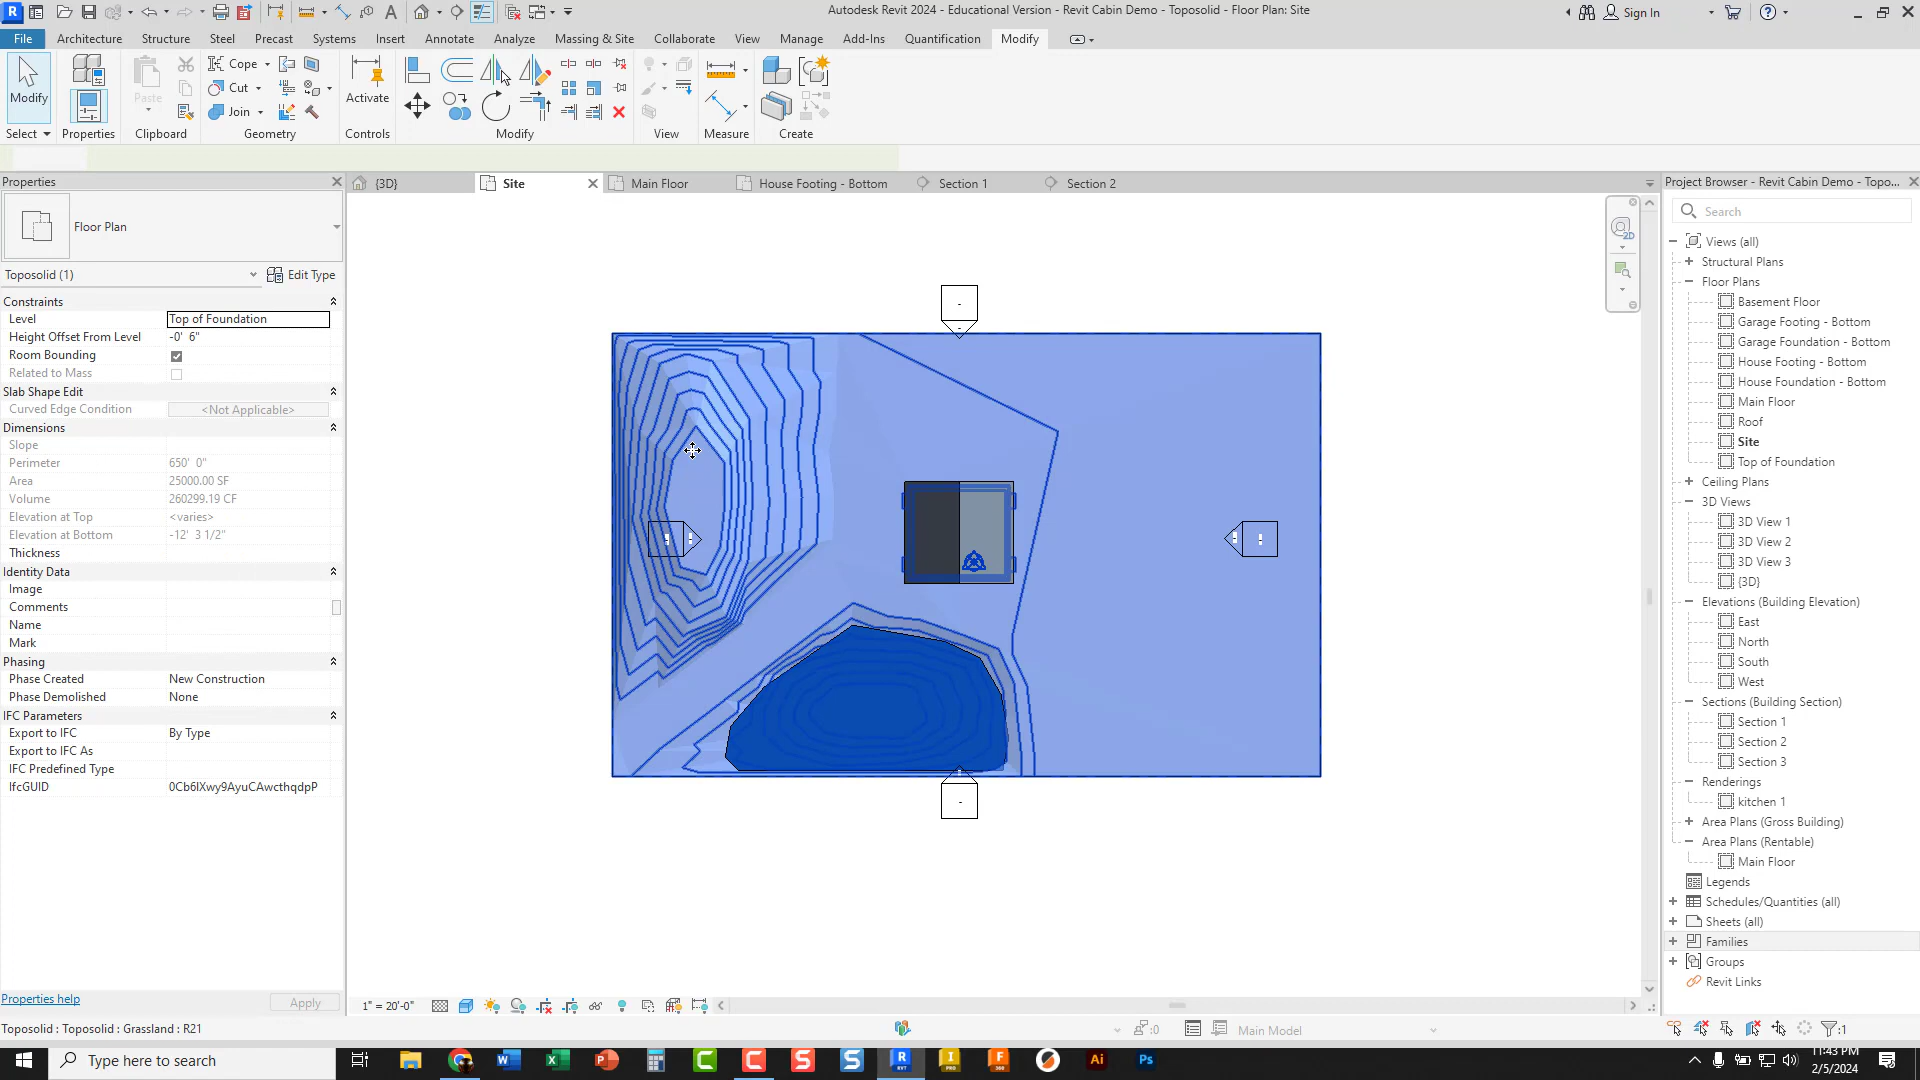 Autodesk Revit 2024 - Educational Version - Revit Cabin Demo - Toposolid - Floor Plan: Site
Sign In
File Architecture Structure Steel Precast Systems Insert Annotate Analyze Massing & Site Collaborate View Manage Add-Ins Quantification Modify
Modify
Paste
Cope
Cut
Join
Activate
Select Properties Clipboard Geometry Controls Modify View Measure Create
Properties
Floor Plan
Toposolid (1) Edit Type
Constraints
Level Top of Foundation
Height Offset From Level -0' 6"
Room Bounding
Related to Mass
Slab Shape Edit
Curved Edge Condition <Not Applicable>
Dimensions
Slope
Perimeter 650' 0"
Area 25000.00 SF
Volume 260299.19 CF
Elevation at Top <varies>
Elevation at Bottom -12' 3 1/2"
Thickness
Identity Data
Image
Comments
Name
Mark
Phasing
Phase Created New Construction
Phase Demolished None
IFC Parameters
Export to IFC By Type
Export to IFC As
IFC Predefined Type
IfcGUID 0Cb6IXwy9AyuCAwcthqdpP
Properties help Apply
{3D} Site Main Floor House Footing - Bottom Section 1 Section 2
2D
1" = 20'-0"
Project Browser - Revit Cabin Demo - Topo...
Search
Views (all)
Structural Plans
Floor Plans
Basement Floor
Garage Footing - Bottom
Garage Foundation - Bottom
House Footing - Bottom
House Foundation - Bottom
Main Floor
Roof
Site
Top of Foundation
Ceiling Plans
3D Views
3D View 1
3D View 2
3D View 3
{3D}
Elevations (Building Elevation)
East
North
South
West
Sections (Building Section)
Section 1
Section 2
Section 3
Renderings
kitchen 1
Area Plans (Gross Building)
Area Plans (Rentable)
Main Floor
Legends
Schedules/Quantities (all)
Sheets (all)
Families
Groups
Revit Links
Toposolid : Toposolid : Grassland : R21
:0
Main Model
:1
Type here to search
11:43 PM
2/5/2024